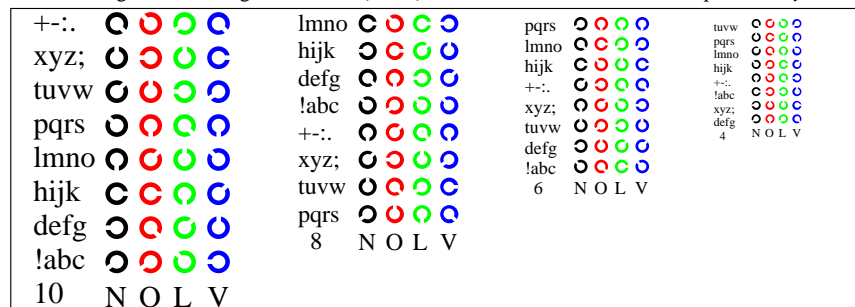 +-:.
xyz;
tuvw
pqrs
lmno
hijk
defg
!abc
10 N O L V
lmno
hijk
defg
!abc
+-:.
xyz;
tuvw
pqrs
8 N O L V
pqrs
lmno
hijk
+-:.
xyz;
tuvw
defg
!abc
6 N O L V
tuvw
pqrs
lmno
hijk
+-:.
!abc
xyz;
defg
4 N O L V